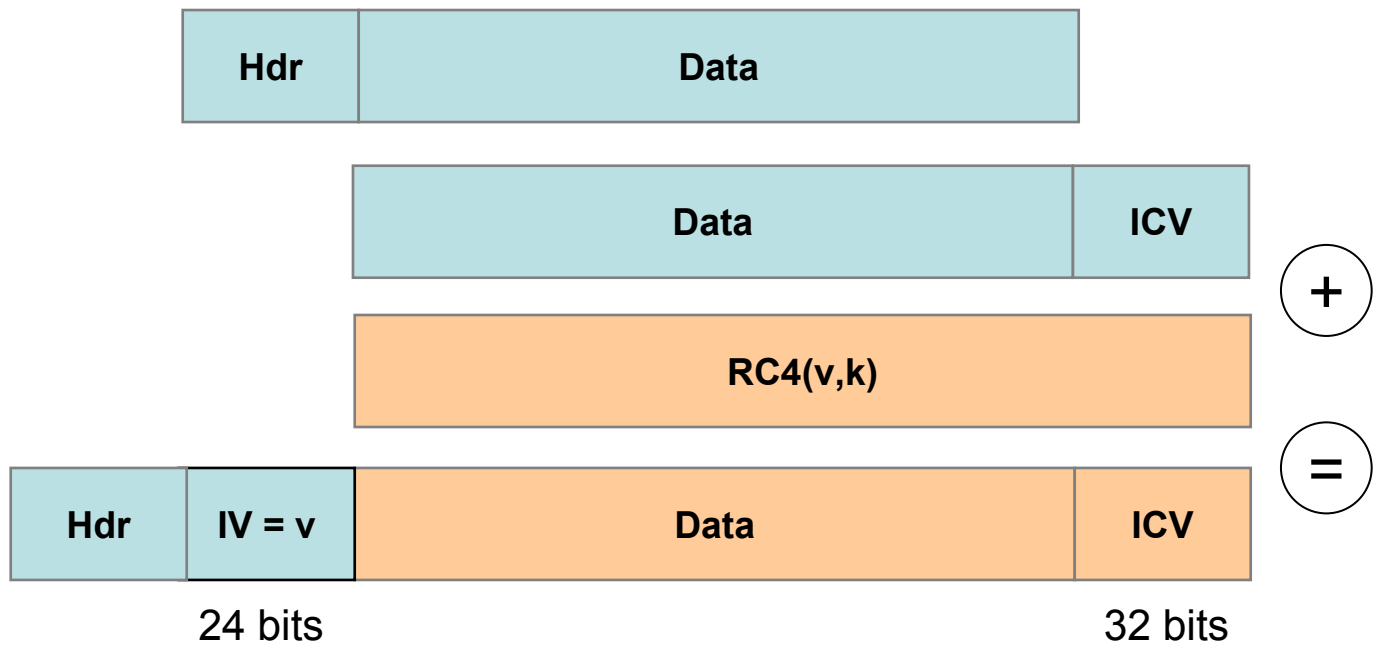 Hdr Data
Data ICV
+
RC4(v,k)
=
Hdr IV = v Data ICV
24 bits 32 bits